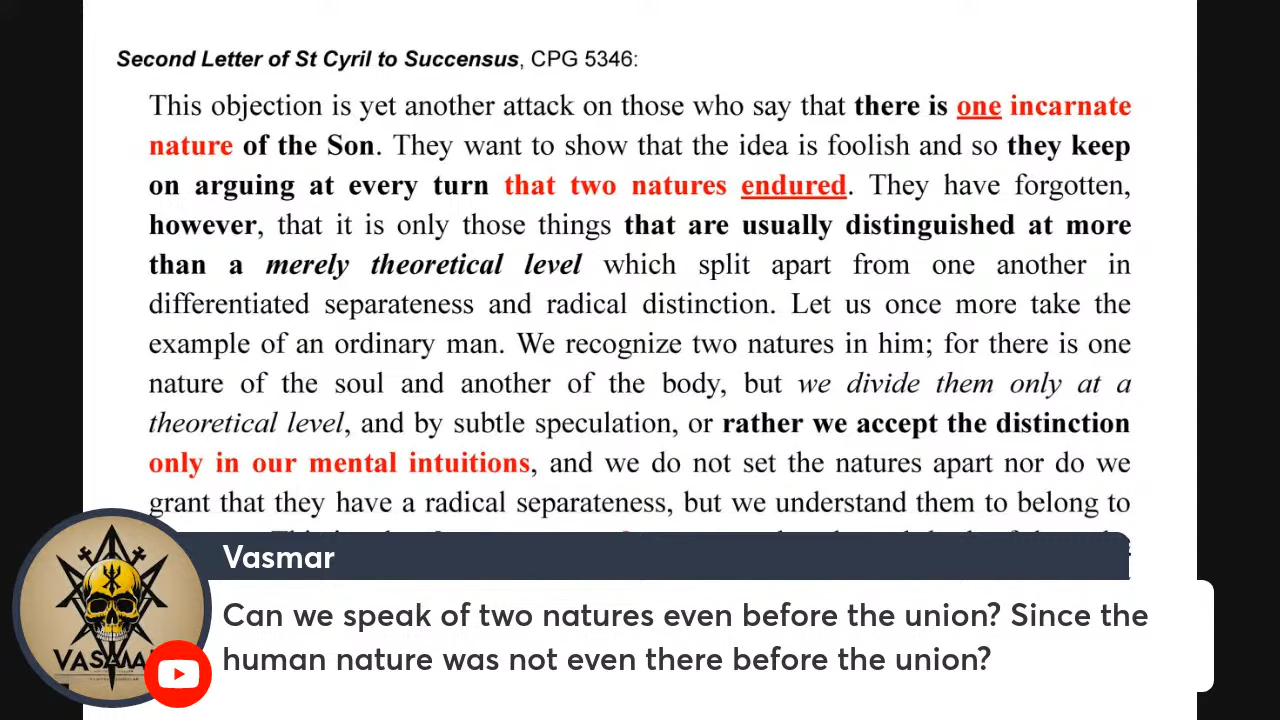 Second Letter of St Cyril to Succensus, CPG 5346:
This objection is yet another attack on those who say that there is one incarnate
nature of the Son. They want to show that the idea is foolish and so they keep
on arguing at every turn that two natures endured. They have forgotten,
however, that it is only those things that are usually distinguished at more
than a merely theoretical level which split apart from one another in
differentiated separateness and radical distinction. Let us once more take the
example of an ordinary man. We recognize two natures in him; for there is one
nature of the soul and another of the body, but we divide them only at a
theoretical level, and by subtle speculation, or rather we accept the distinction
only in our mental intuitions, and we do not set the natures apart nor do we
grant that they have a radical separateness, but we understand them to belong to
Vasmar
Can we speak of two natures even before the union? Since the
human nature was not even there before the union?